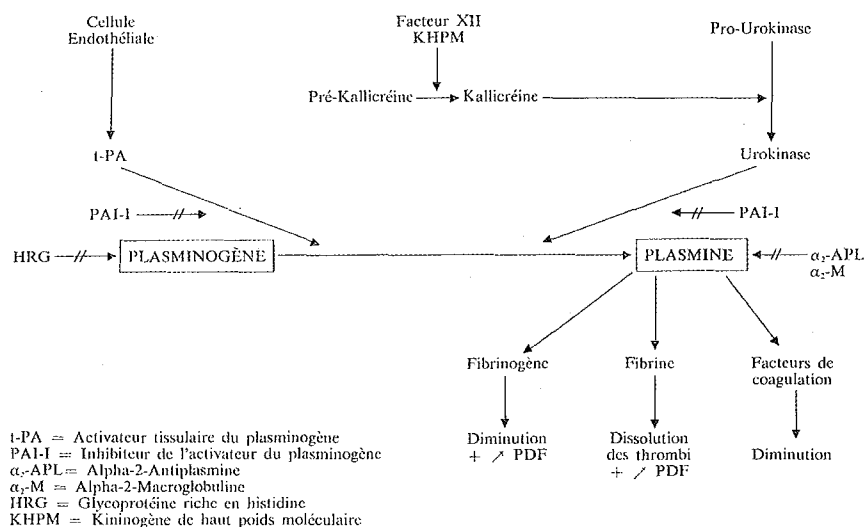 Cellule
Endothéliale
Facteur XII
KHPM
Pro-Urokinase
Pré-Kallicréine
Kallicréine
t-PA
Urokinase
PAI-I
PAI-I
HRG
PLASMINOGÈNE
PLASMINE
α₂-APL
α₂-M
Fibrinogène
Fibrine
Facteurs de
coagulation
Diminution
+ ↗ PDF
Dissolution
des thrombi
+ ↗ PDF
Diminution
t-PA = Activateur tissulaire du plasminogène
PAI-I = Inhibiteur de l'activateur du plasminogène
α₂-APL = Alpha-2-Antiplasmine
α₂-M = Alpha-2-Macroglobuline
HRG = Glycoprotéine riche en histidine
KHPM = Kininogène de haut poids moléculaire